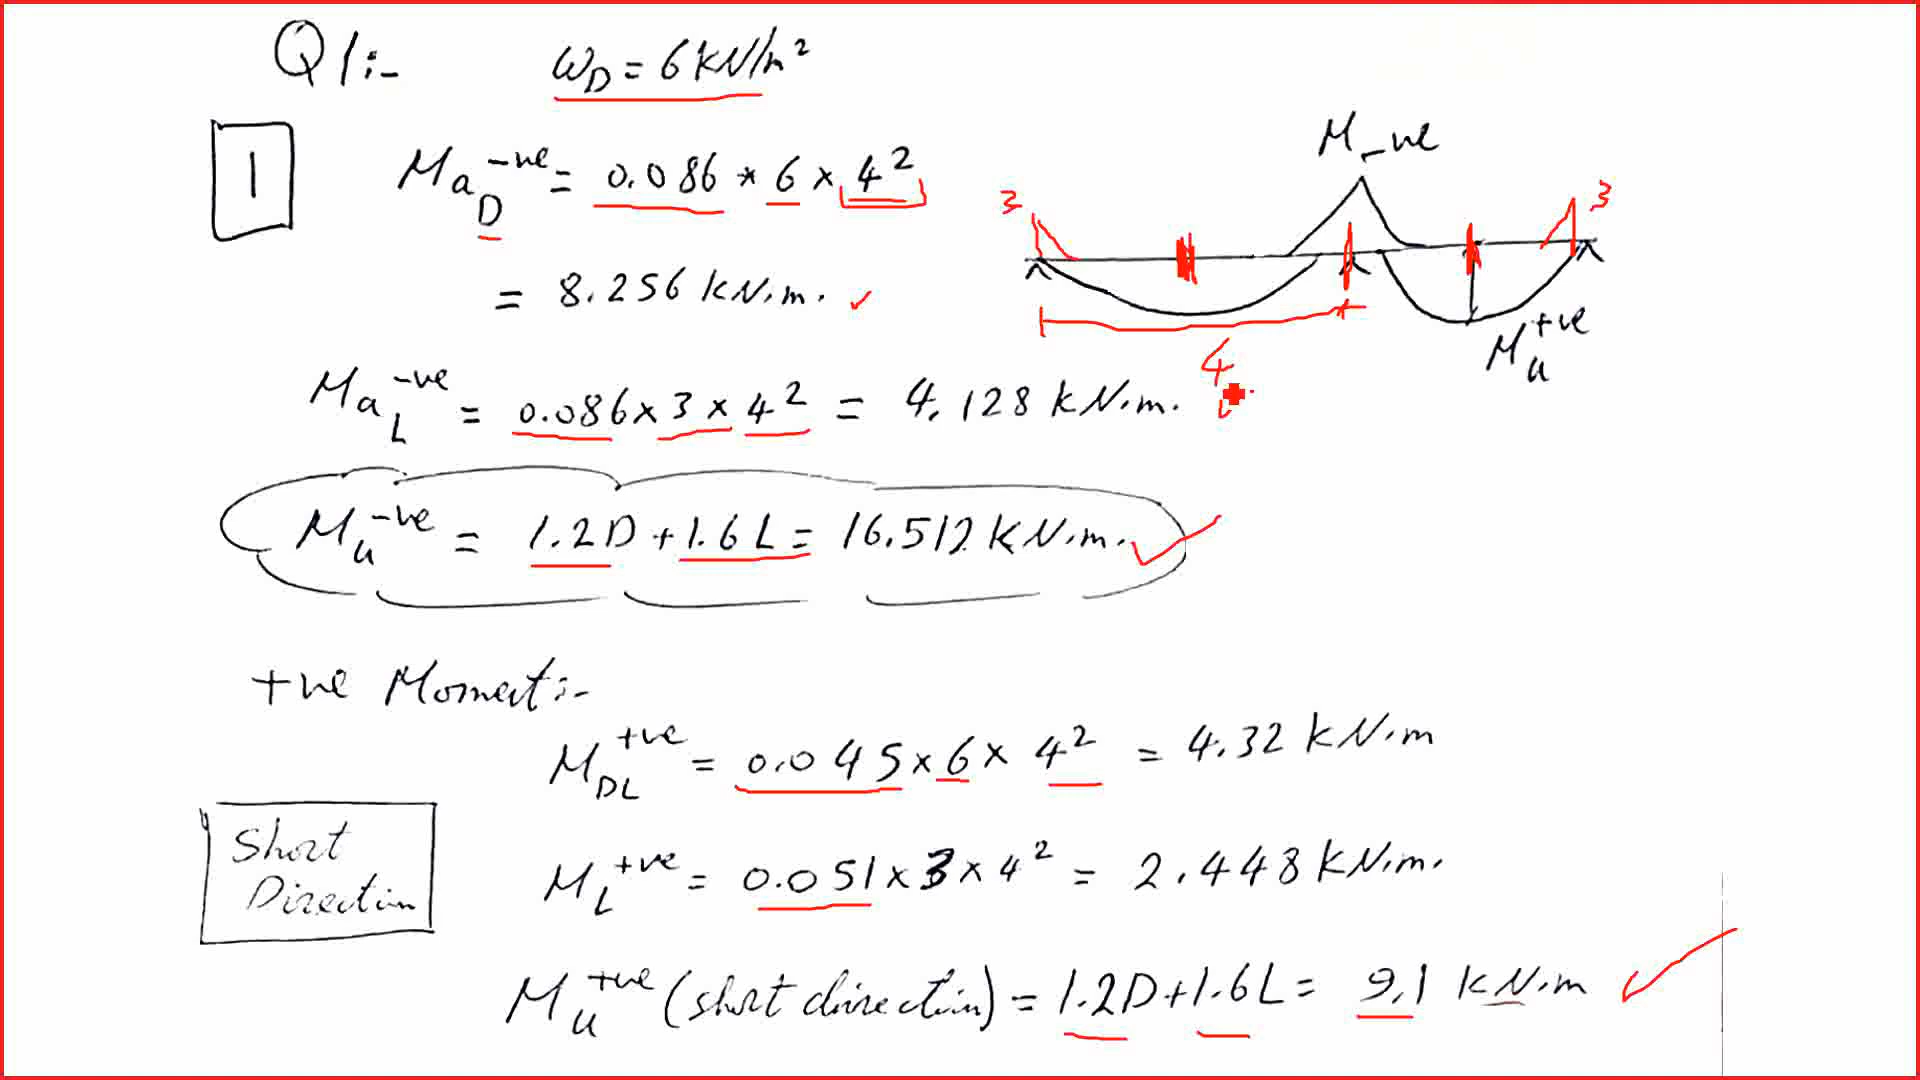 Q1:- ω_D = 6 kN/m²
1
Ma_D^-ve = 0.086 * 6 × 4²
= 8.256 kN.m.
M_-ve
3
3
4
M_u^+ve
Ma_L^-ve = 0.086 × 3 × 4² = 4.128 kN.m.
M_u^-ve = 1.2D + 1.6L = 16.512 kN.m.
+ve Moment:-
M_DL^+ve = 0.045 × 6 × 4² = 4.32 kN.m
Short
Direction
M_L^+ve = 0.051 × 3 × 4² = 2.448 kN.m.
M_u^+ve (short direction) = 1.2D + 1.6L = 9.1 kN.m